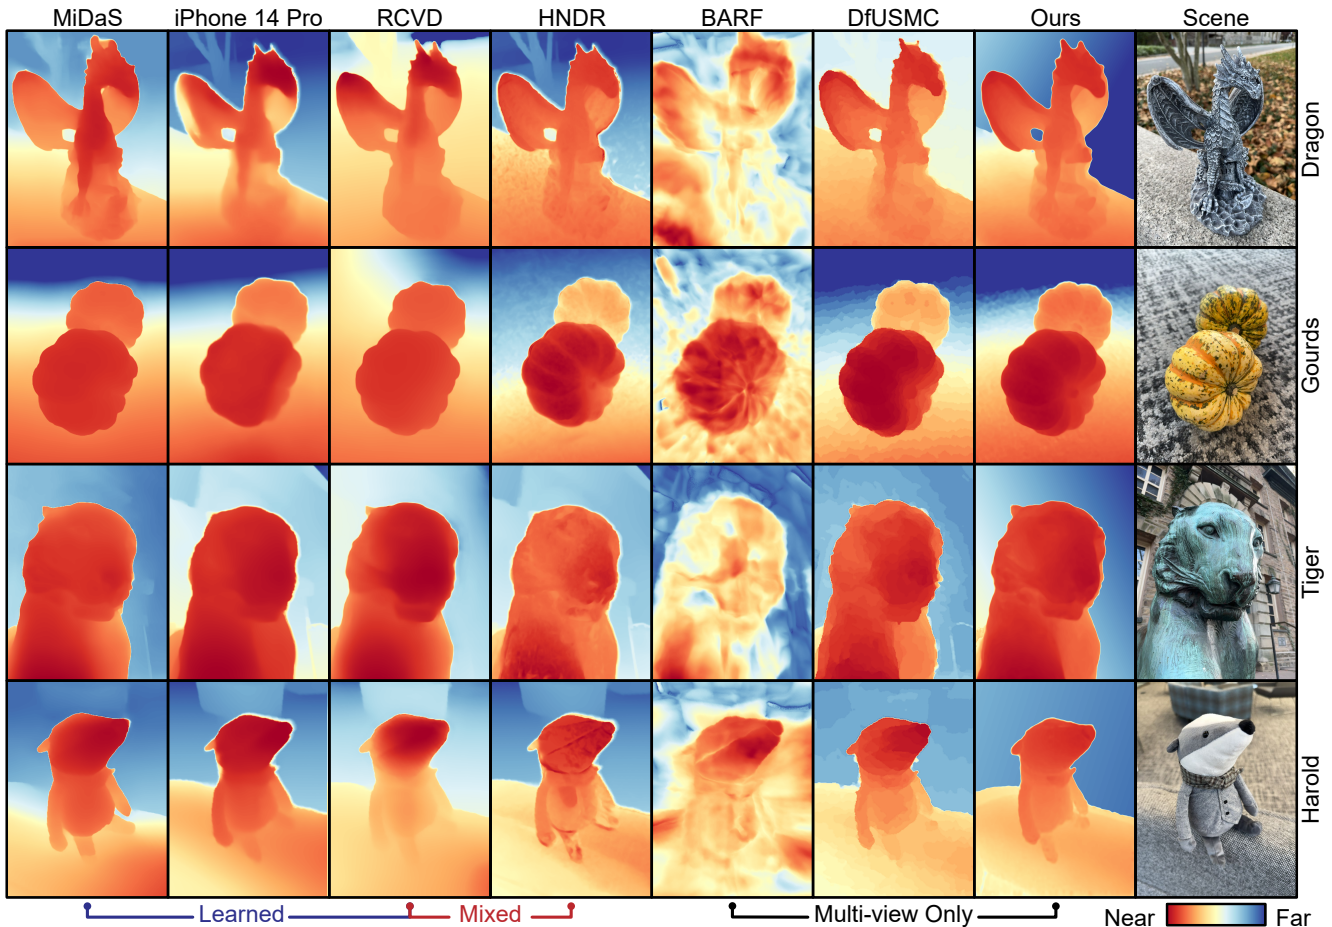 MiDaS iPhone 14 Pro RCVD HNDR BARF DfUSMC Ours Scene
Dragon
Gourds
Tiger
Harold
Learned Mixed Multi-view Only Near Far